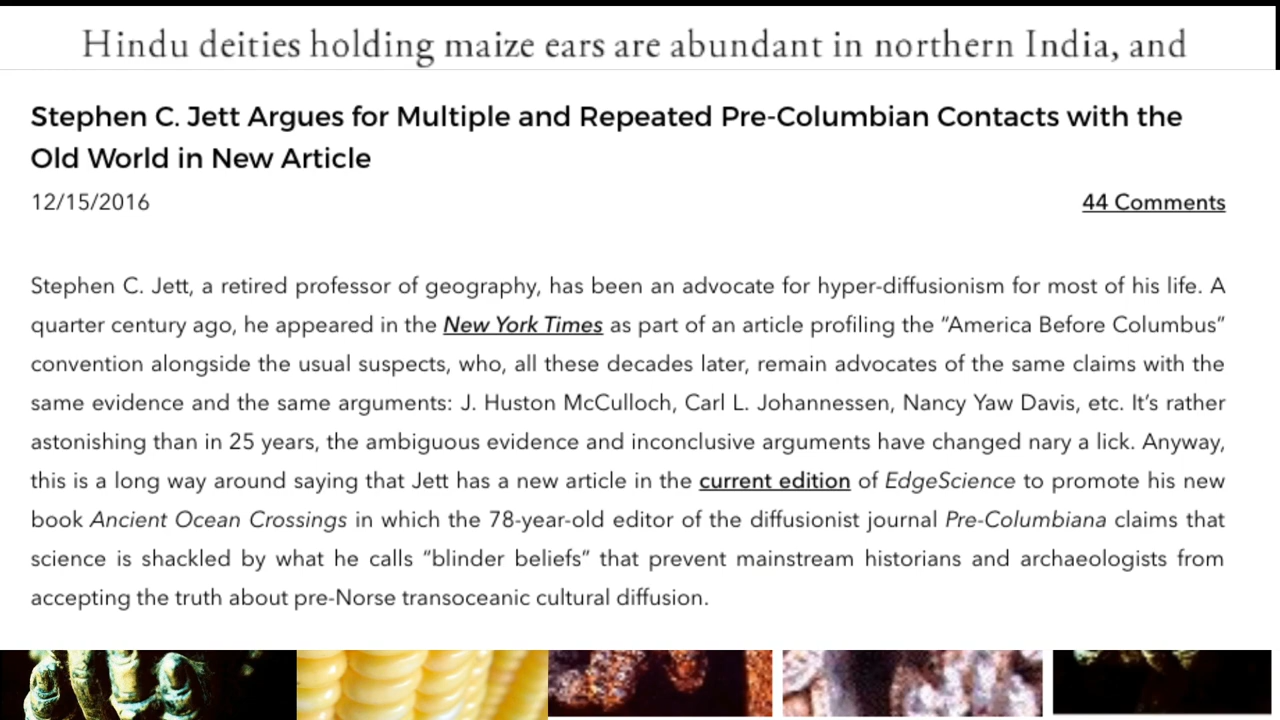 Hindu deities holding maize ears are abundant in northern India, and
Stephen C. Jett Argues for Multiple and Repeated Pre-Columbian Contacts with the
Old World in New Article
12/15/2016
44 Comments
Stephen C. Jett, a retired professor of geography, has been an advocate for hyper-diffusionism for most of his life. A
quarter century ago, he appeared in the New York Times as part of an article profiling the “America Before Columbus”
convention alongside the usual suspects, who, all these decades later, remain advocates of the same claims with the
same evidence and the same arguments: J. Huston McCulloch, Carl L. Johannessen, Nancy Yaw Davis, etc. It’s rather
astonishing than in 25 years, the ambiguous evidence and inconclusive arguments have changed nary a lick. Anyway,
this is a long way around saying that Jett has a new article in the current edition of EdgeScience to promote his new
book Ancient Ocean Crossings in which the 78-year-old editor of the diffusionist journal Pre-Columbiana claims that
science is shackled by what he calls “blinder beliefs” that prevent mainstream historians and archaeologists from
accepting the truth about pre-Norse transoceanic cultural diffusion.